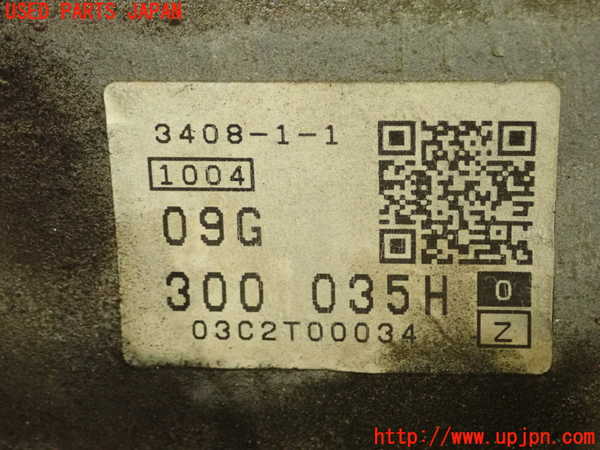 USED PARTS JAPAN
3408-1-1
1004
09G
300 035H 0
03C2T00034 Z
http://www.upjpn.com/